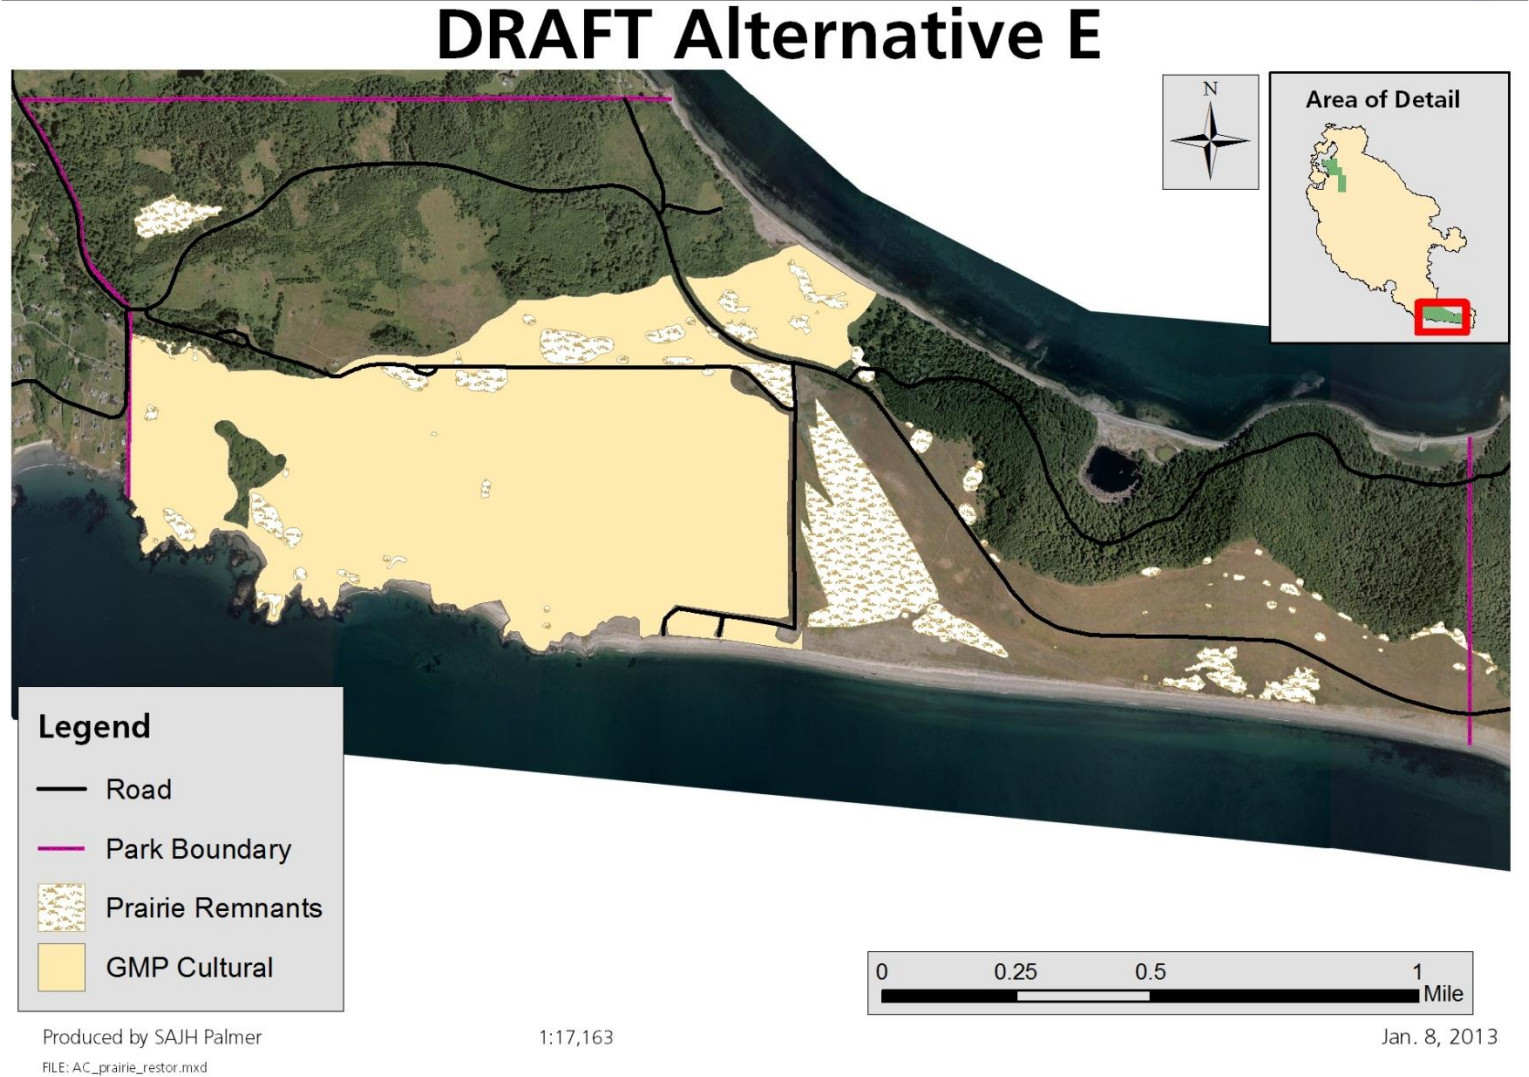 DRAFT Alternative E
N
Area of Detail
Legend
Road
Park Boundary
Prairie Remnants
GMP Cultural
0 0.25 0.5 1
Mile
Produced by SAJH Palmer
1:17,163
Jan. 8, 2013
FILE: AC_prairie_restor.mxd